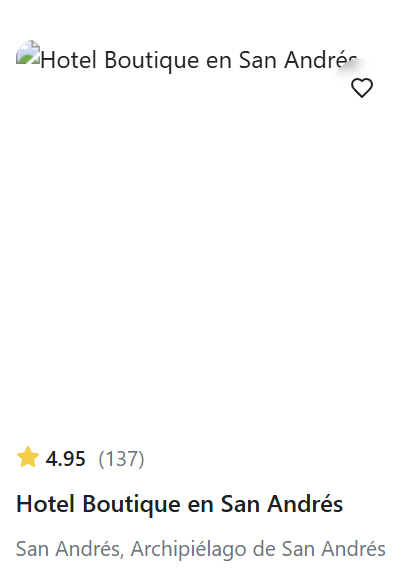 Hotel Boutique en San Andrés
4.95 (137)
Hotel Boutique en San Andrés
San Andrés, Archipiélago de San Andrés